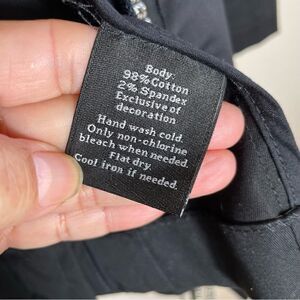 Body:
98% Cotton
2% Spandex
Exclusive of
decoration
Hand wash cold.
Only non-chlorine
bleach when needed.
Flat dry.
Cool iron if needed.